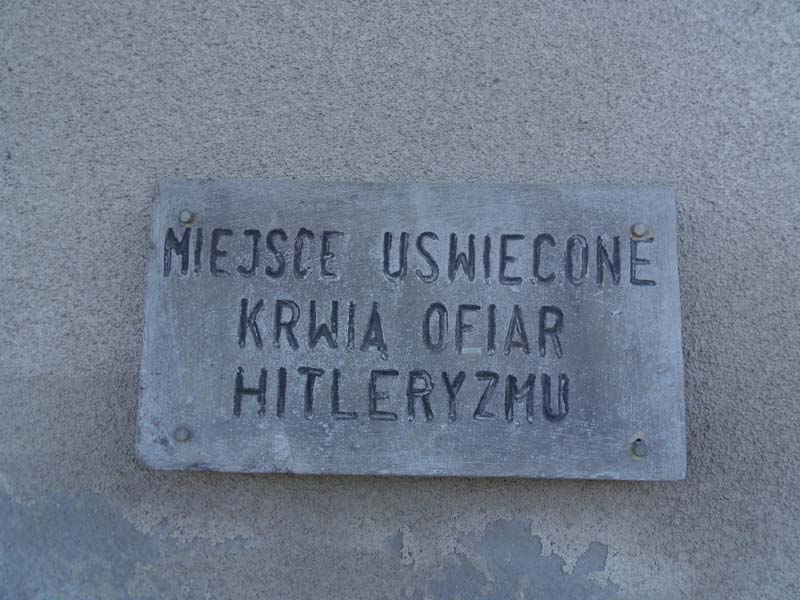 MIEJSCE USWIECONE
KRWIĄ OFIAR
HITLERYZMU